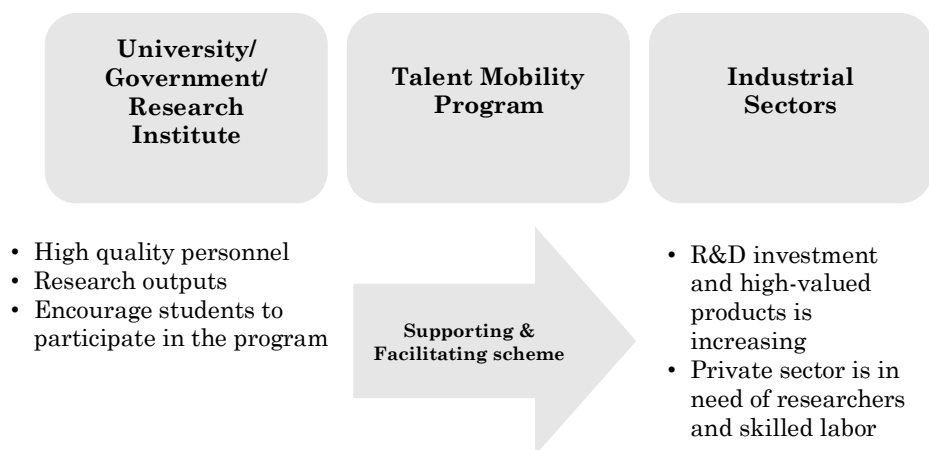 University/
Government/
Research
Institute
Talent Mobility
Program
Industrial
Sectors
• High quality personnel
• Research outputs
• Encourage students to
participate in the program
Supporting &
Facilitating scheme
• R&D investment
and high-valued
products is
increasing
• Private sector is in
need of researchers
and skilled labor